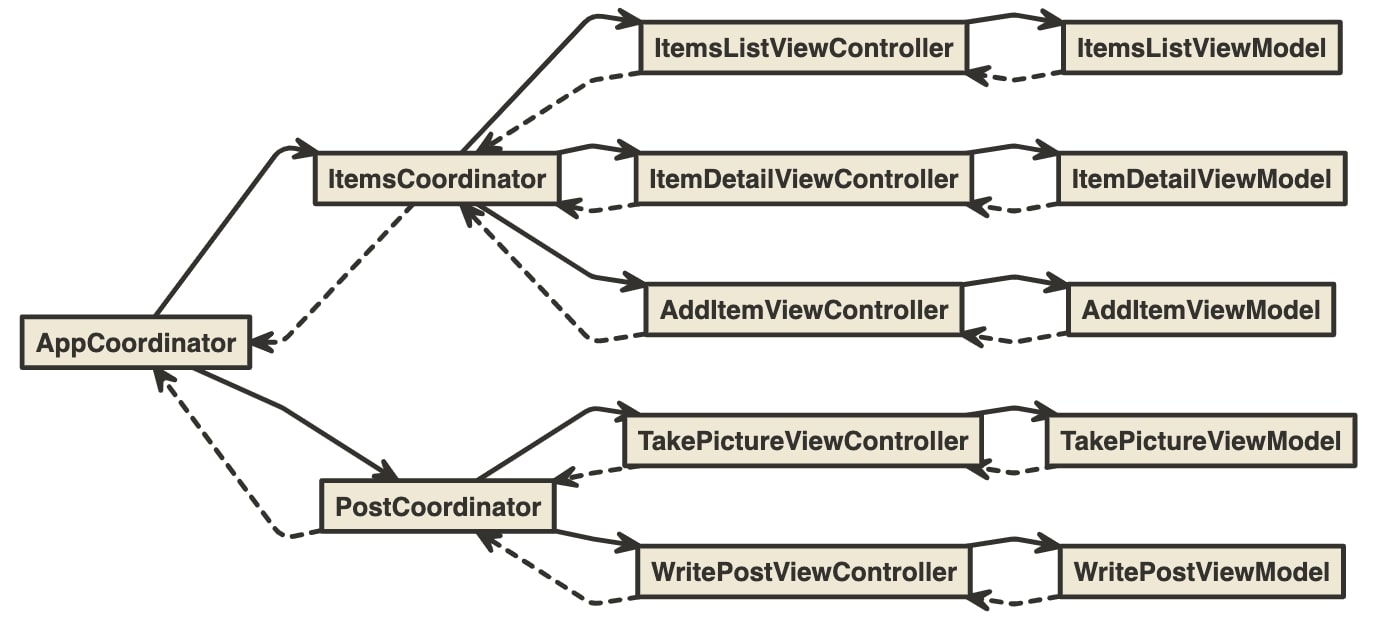 ItemsListViewController
ItemsListViewModel
ItemsCoordinator
ItemDetailViewController
ItemDetailViewModel
AddItemViewController
AddItemViewModel
AppCoordinator
TakePictureViewController
TakePictureViewModel
PostCoordinator
WritePostViewController
WritePostViewModel